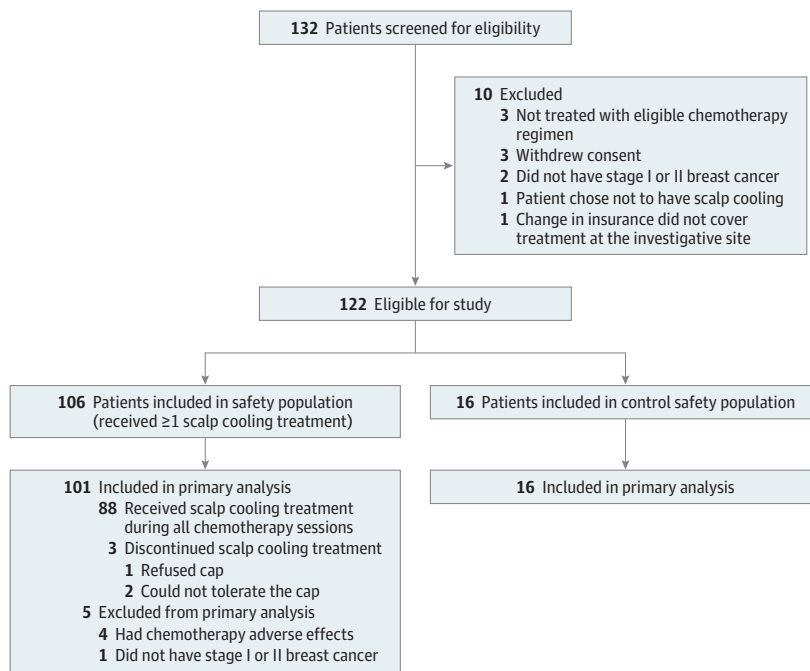 132 Patients screened for eligibility
10 Excluded
3 Not treated with eligible chemotherapy
regimen
3 Withdrew consent
2 Did not have stage I or II breast cancer
1 Patient chose not to have scalp cooling
1 Change in insurance did not cover
treatment at the investigative site
122 Eligible for study
106 Patients included in safety population
(received ≥1 scalp cooling treatment)
16 Patients included in control safety population
101 Included in primary analysis
88 Received scalp cooling treatment
during all chemotherapy sessions
3 Discontinued scalp cooling treatment
1 Refused cap
2 Could not tolerate the cap
5 Excluded from primary analysis
4 Had chemotherapy adverse effects
1 Did not have stage I or II breast cancer
16 Included in primary analysis